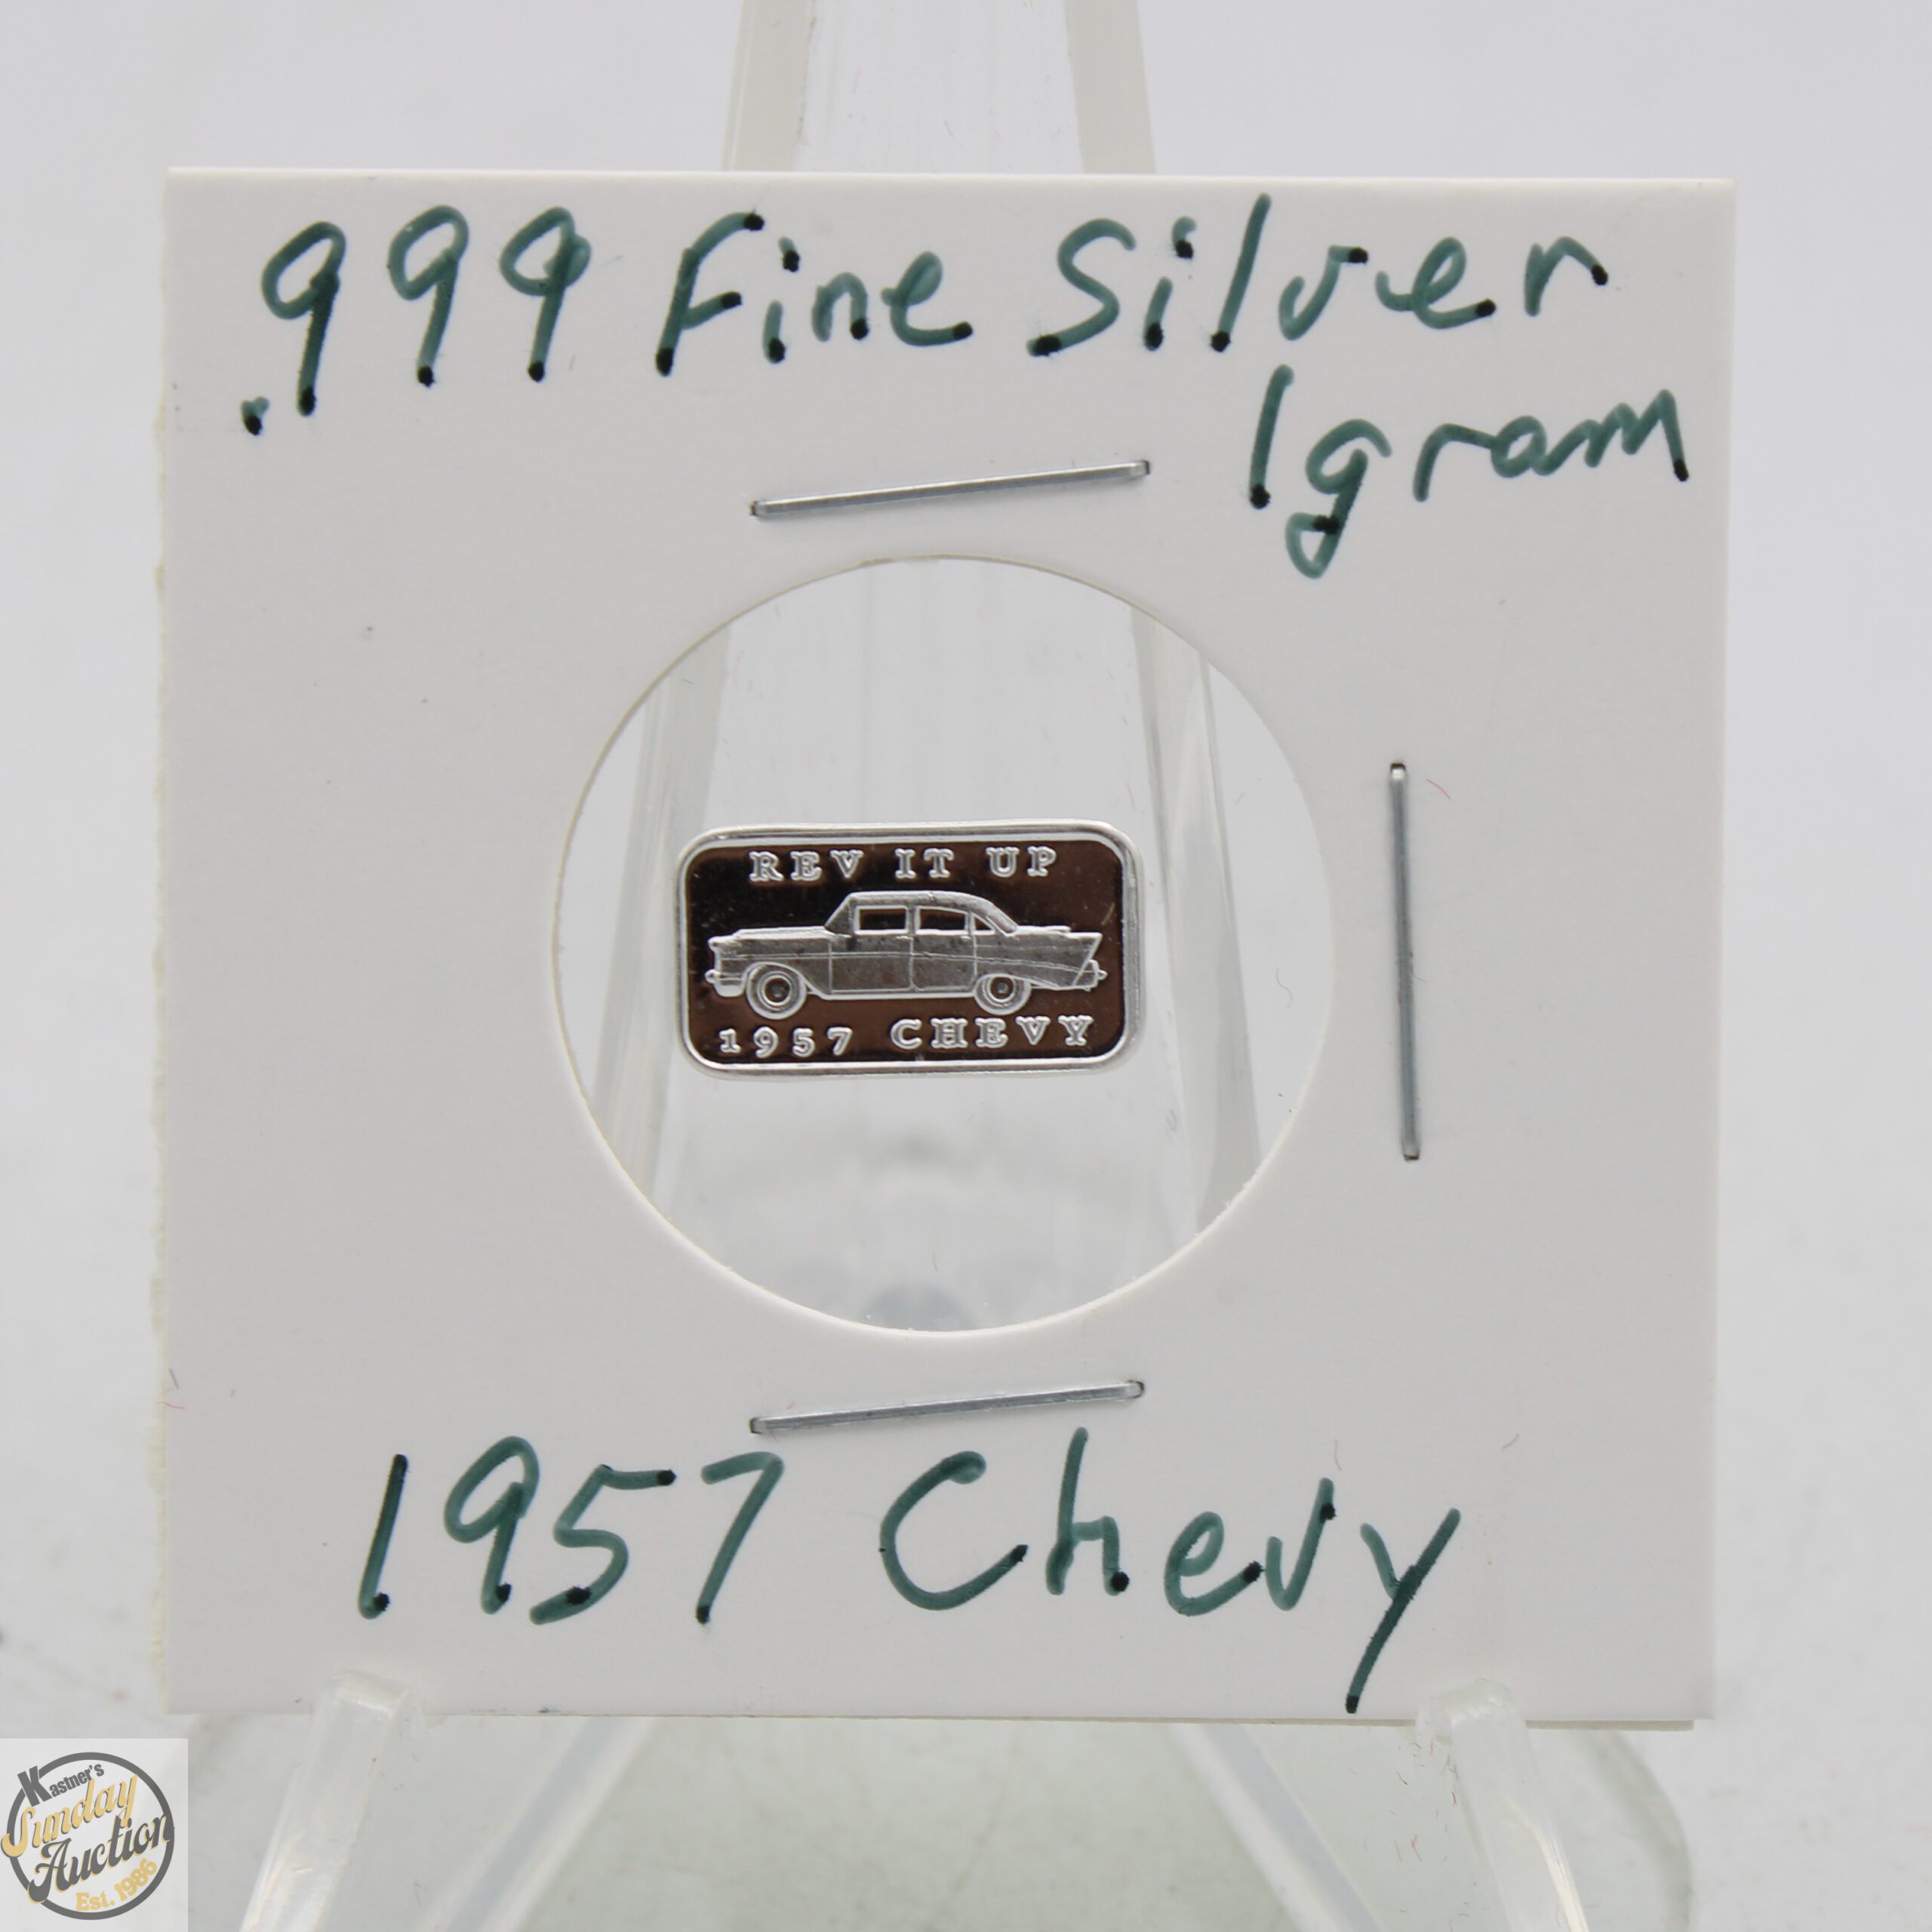 .999 Fine Silver
1gram
REV IT UP
1957 CHEVY
1957 Chevy
Kastner's
Sunday
Auction
Est. 1986